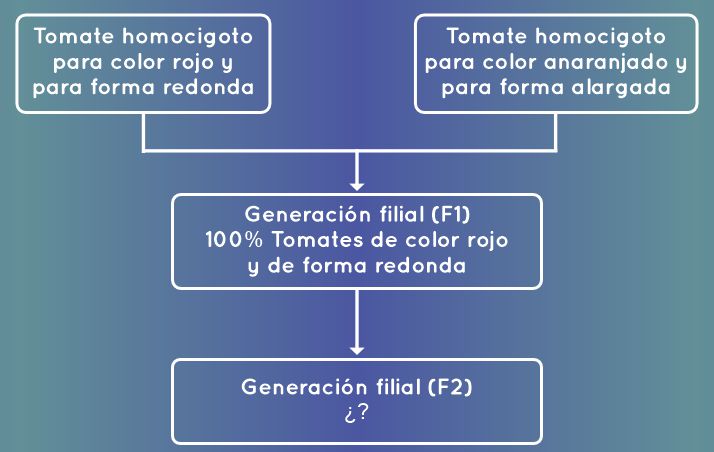 Tomate homocigoto
para color rojo y
para forma redonda
Tomate homocigoto
para color anaranjado y
para forma alargada
Generación filial (F1)
100% Tomates de color rojo
y de forma redonda
Generación filial (F2)
¿?